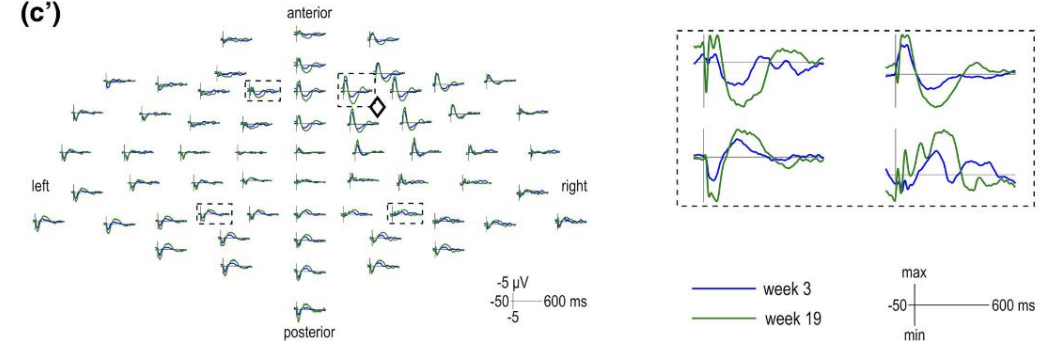 (c')
anterior
left
right
-5 µV
-50
600 ms
-5
posterior
week 3
week 19
max
-50
600 ms
min